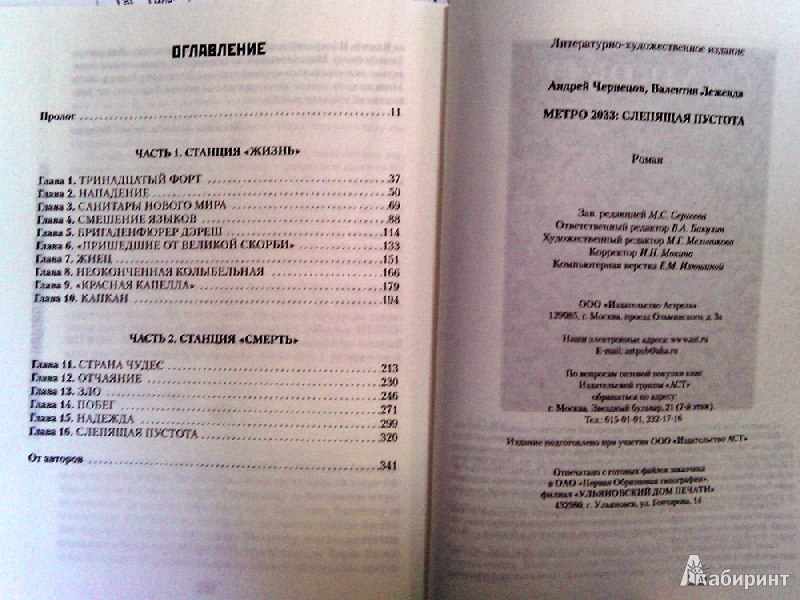 ОГЛАВЛЕНИЕ
Пролог 11
ЧАСТЬ 1. СТАНЦИЯ «ЖИЗНЬ»
Глава 1. ТРИНАДЦАТЫЙ ФОРТ 37
Глава 2. НАПАДЕНИЕ 50
Глава 3. САНИТАРЫ НОВОГО МИРА 69
Глава 4. СМЕШЕНИЕ ЯЗЫКОВ 88
Глава 5. БРИГАДЕНФЮРЕР ДЭРЕШ 114
Глава 6. «ПРИШЕДШИЕ ОТ ВЕЛИКОЙ СКОРБИ» 133
Глава 7. ЖНЕЦ 151
Глава 8. НЕОКОНЧЕННАЯ КОЛЫБЕЛЬНАЯ 166
Глава 9. «КРАСНАЯ КАПЕЛЛА» 179
Глава 10. КАПКАН 194
ЧАСТЬ 2. СТАНЦИЯ «СМЕРТЬ»
Глава 11. СТРАНА ЧУДЕС 213
Глава 12. ОТЧАЯНИЕ 230
Глава 13. ЗЛО 246
Глава 14. ПОБЕГ 271
Глава 15. НАДЕЖДА 299
Глава 16. СЛЕПЯЩАЯ ПУСТОТА 320
От авторов 341
Литературно-художественное издание
Андрей Чернецов, Валентин Леженда
МЕТРО 2033: СЛЕПЯЩАЯ ПУСТОТА
Роман
Зав. редакцией М.С. Сергеева
Ответственный редактор В.А. Бакулин
Художественный редактор М.Г. Мельникова
Корректор И.Н. Мокина
Компьютерная верстка Е.М. Илюшиной
ООО «Издательство Астрель»
129085, г. Москва, проезд Ольминского, д. 3а
Наши электронные адреса: www.ast.ru
E-mail: astpub@aha.ru
По вопросам оптовой покупки книг
Издательской группы «АСТ»
обращаться по адресу:
г. Москва, Звездный бульвар, 21 (7-й этаж).
Тел.: 615-01-01, 232-17-16
Издание подготовлено при участии ООО «Издательство АСТ»
Отпечатано с готовых файлов заказчика
в ОАО «Первая Образцовая типография»,
филиал «УЛЬЯНОВСКИЙ ДОМ ПЕЧАТИ»
432980, г. Ульяновск, ул. Гончарова, 14
Лабиринт